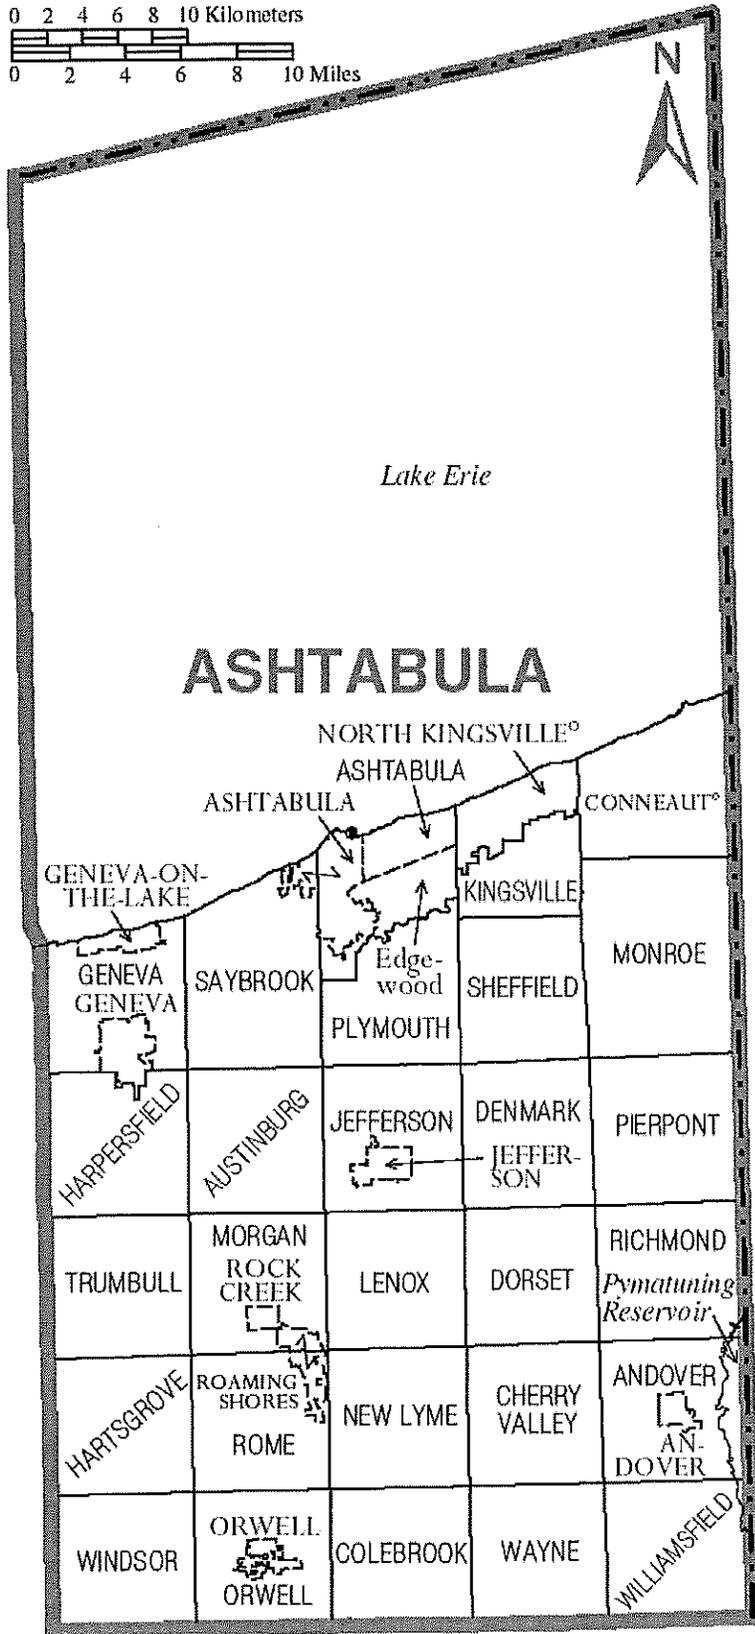 0 2 4 6 8 10 Kilometers
0 2 4 6 8 10 Miles
N
Lake Erie
ASHTABULA
NORTH KINGSVILLE°
ASHTABULA
ASHTABULA
CONNEAUT°
GENEVA-ON-
THE-LAKE
KINGSVILLE
MONROE
GENEVA
SAYBROOK
Edge-
wood
SHEFFIELD
GENEVA
PLYMOUTH
HARPERSFIELD
AUSTINBURG
JEFFERSON
DENMARK
PIERPONT
JEFFER-
SON
MORGAN
RICHMOND
TRUMBULL
ROCK
CREEK
LENOX
DORSET
Pymatuning
Reservoir
HARTSGROVE
ROAMING
SHORES
ROME
NEW LYME
CHERRY
VALLEY
ANDOVER
AN-
DOVER
WINDSOR
ORWELL
ORWELL
COLEBROOK
WAYNE
WILLIAMSFIELD